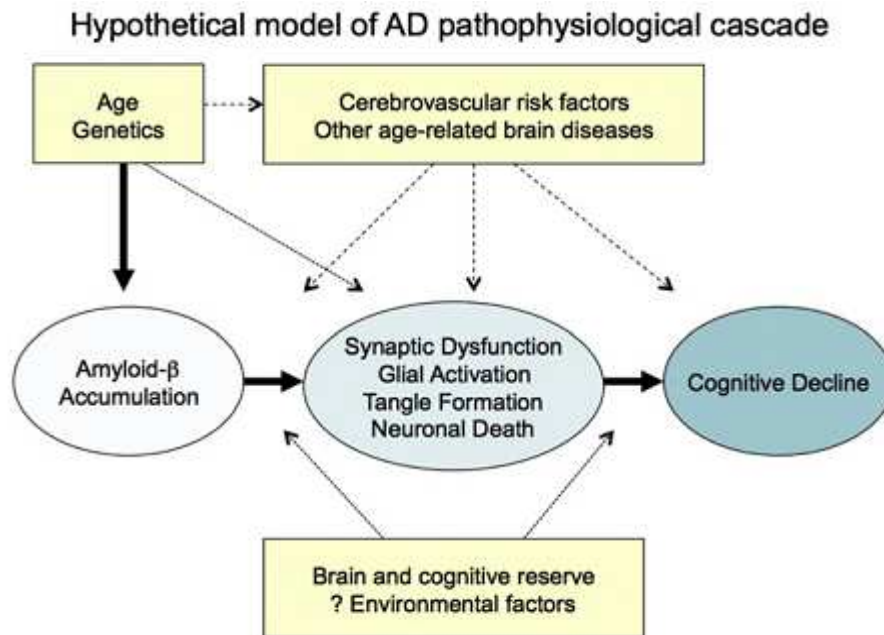 Hypothetical model of AD pathophysiological cascade
Age
Genetics
Cerebrovascular risk factors
Other age-related brain diseases
Amyloid-β
Accumulation
Synaptic Dysfunction
Glial Activation
Tangle Formation
Neuronal Death
Cognitive Decline
Brain and cognitive reserve
? Environmental factors